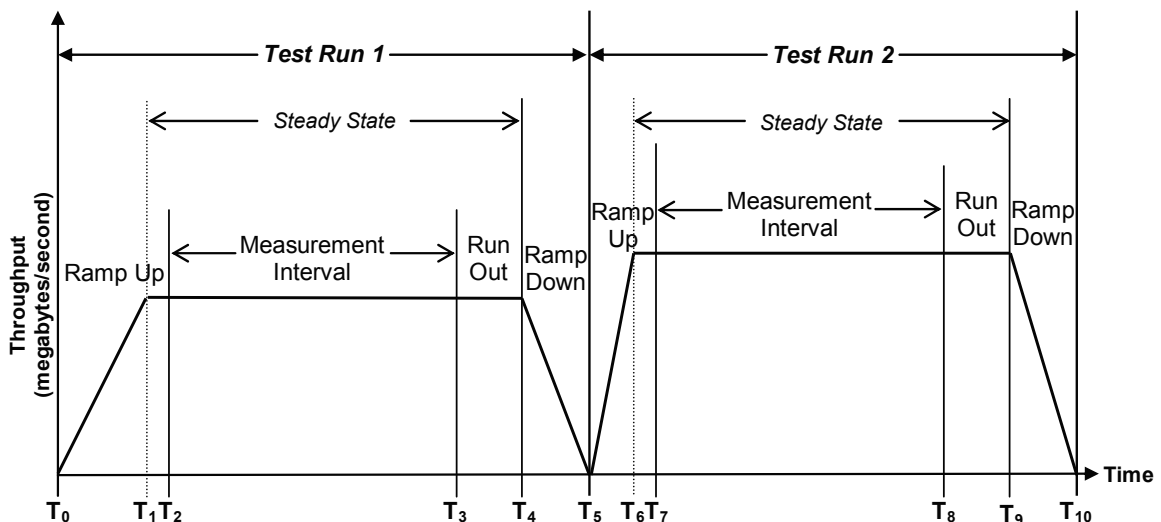 Test Run 1
Test Run 2
Steady State
Steady State
Measurement
Interval
Run
Out
Ramp
Up
Ramp
Down
Measurement
Interval
Run
Out
Ramp Up
Ramp
Down
Throughput
(megabytes/second)
Time
T0 T1 T2 T3 T4 T5 T6 T7 T8 T9 T10